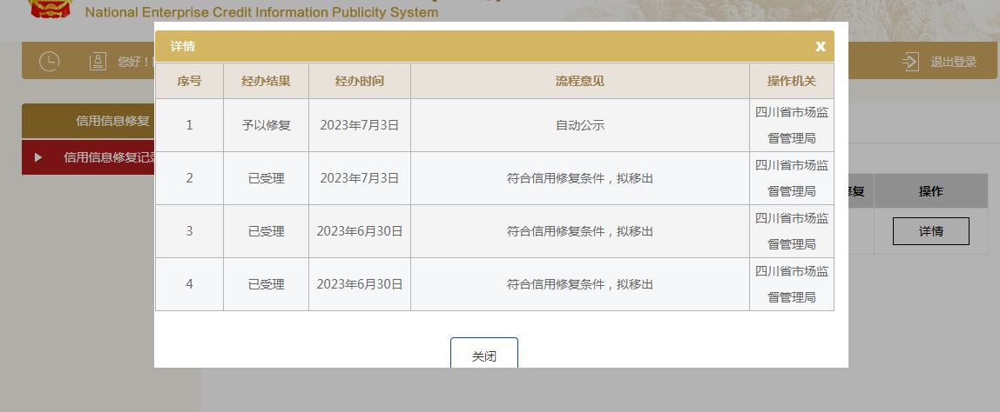 National Enterprise Credit Information Publicity System
详情 x
您好！
退出登录
序号 经办结果 经办时间 流程意见 操作机关
信用信息修复
1 予以修复 2023年7月3日 自动公示 四川省市场监
督管理局
信用信息修复记录
2 已受理 2023年7月3日 符合信用修复条件，拟移出 四川省市场监
督管理局
修复 操作
3 已受理 2023年6月30日 符合信用修复条件，拟移出 四川省市场监
督管理局
详情
4 已受理 2023年6月30日 符合信用修复条件，拟移出 四川省市场监
督管理局
关闭